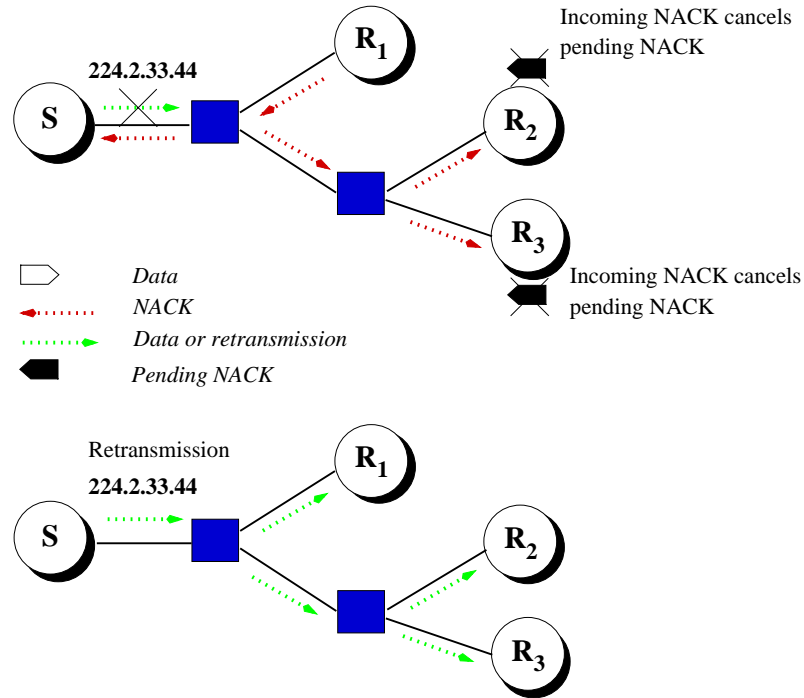 Incoming NACK cancels
pending NACK
R1
224.2.33.44
S
R2
R3
Incoming NACK cancels
pending NACK
Data
NACK
Data or retransmission
Pending NACK
Retransmission
224.2.33.44
R1
S
R2
R3